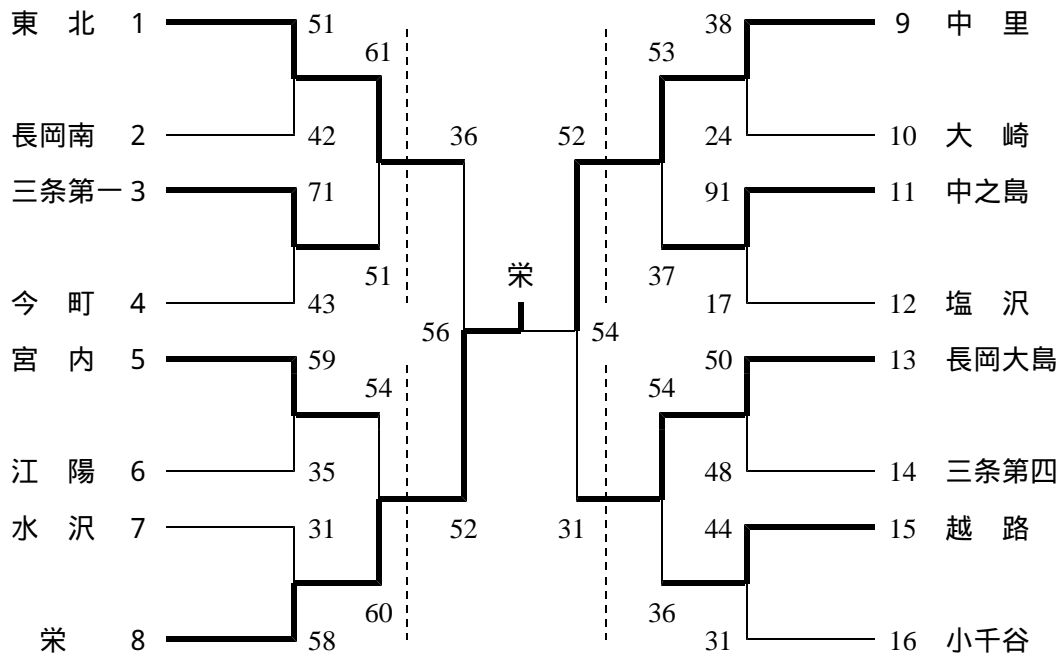 東 北 1 51 38 9 中 里
61 53
長岡南 2 42 36 52 24 10 大 崎
三条第一 3 71 91 11 中之島
51 栄 37
今 町 4 43 17 12 塩 沢
56 54
宮 内 5 59 50 13 長岡大島
54 54
江 陽 6 35 48 14 三条第四
水 沢 7 31 52 31 44 15 越 路
60 36
栄 8 58 31 16 小千谷